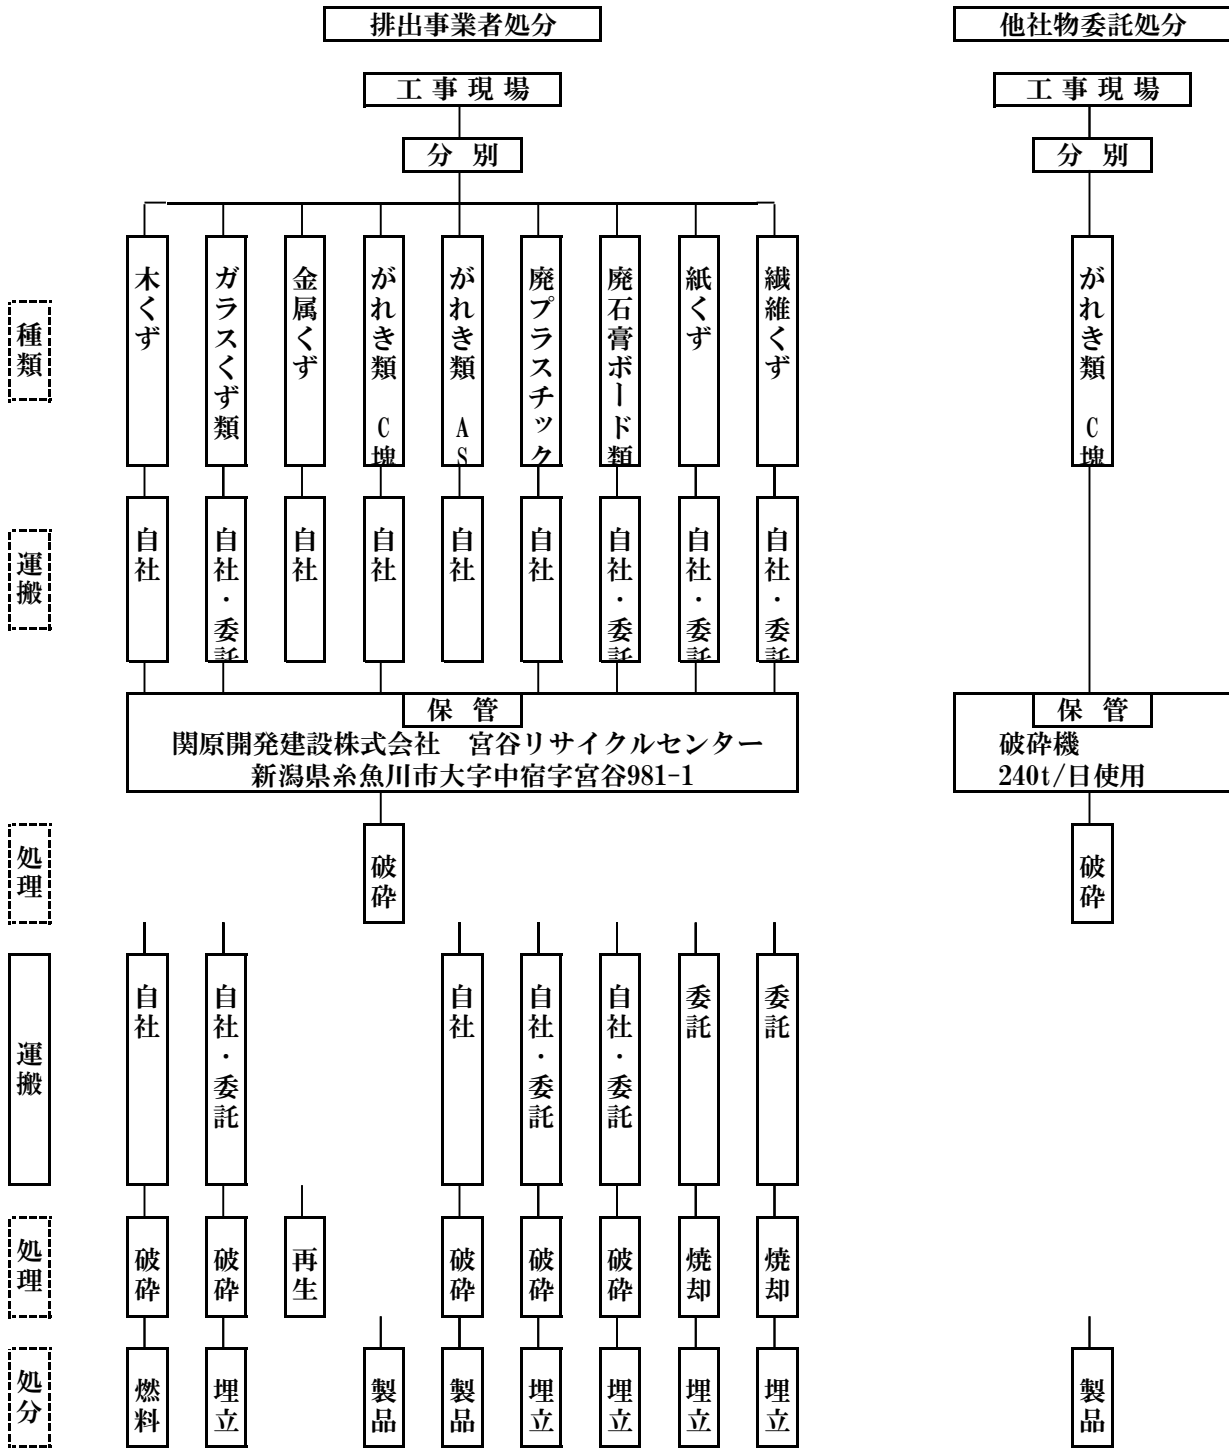 排出事業者処分
他社物委託処分
工事現場
工事現場
分別
分別
種類
木くず
ガラスくず類
金属くず
がれき類 C塊
がれき類 AS
廃プラスチック
廃石膏ボード類
紙くず
繊維くず
がれき類 C塊
運搬
自社
自社・委託
自社
自社
自社
自社
自社・委託
自社・委託
自社・委託
保管
関原開発建設株式会社 宮谷リサイクルセンター
新潟県糸魚川市大字中宿字宮谷981-1
保管
破砕機
240t/日使用
処理
破砕
破砕
運搬
自社
自社・委託
自社
自社・委託
自社・委託
委託
委託
処理
破砕
破砕
再生
破砕
破砕
破砕
焼却
焼却
処分
燃料
埋立
製品
製品
埋立
埋立
埋立
埋立
製品